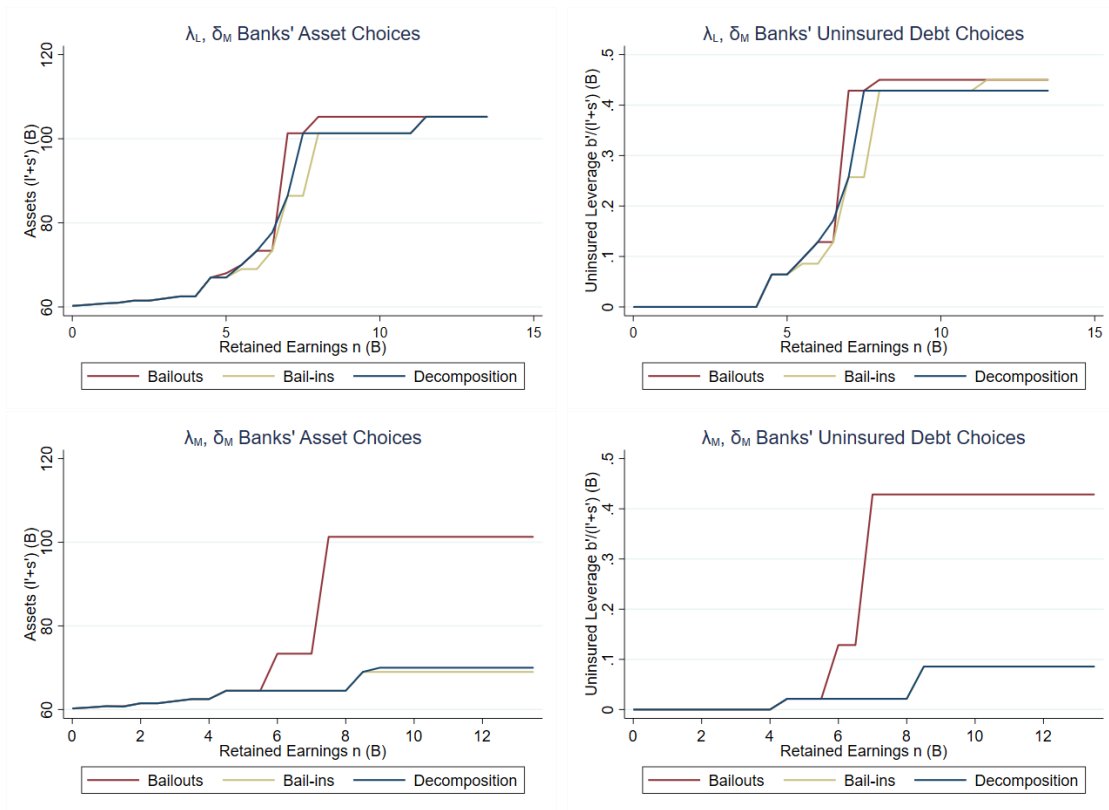 λL, δM Banks' Asset Choices
Assets (l'+s') (B)
120
100
80
60
0 5 10 15
Retained Earnings n (B)
Bailouts Bail-ins Decomposition
λL, δM Banks' Uninsured Debt Choices
Uninsured Leverage b'/(l'+s') (B)
.5
.4
.3
.2
.1
0
0 5 10 15
Retained Earnings n (B)
Bailouts Bail-ins Decomposition
λM, δM Banks' Asset Choices
Assets (l'+s') (B)
120
100
80
60
0 2 4 6 8 10 12
Retained Earnings n (B)
Bailouts Bail-ins Decomposition
λM, δM Banks' Uninsured Debt Choices
Uninsured Leverage b'/(l'+s') (B)
.5
.4
.3
.2
.1
0
0 2 4 6 8 10 12
Retained Earnings n (B)
Bailouts Bail-ins Decomposition